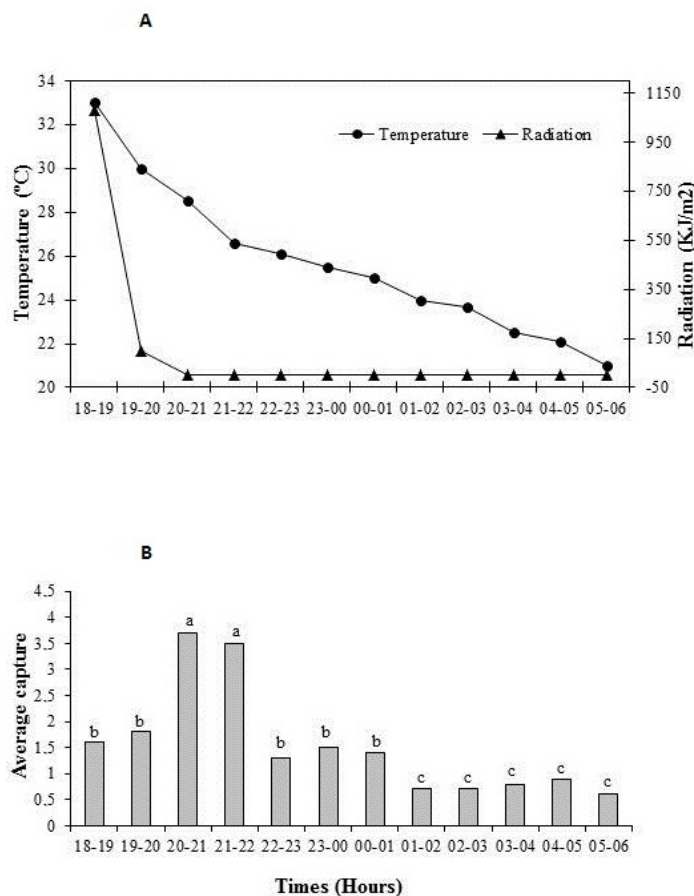 A
34
32
30
28
26
24
22
20
Temperature (ºC)
Temperature Radiation
1150
950
750
550
350
150
-50
Radiation (KJ/m2)
18-19 19-20 20-21 21-22 22-23 23-00 00-01 01-02 02-03 03-04 04-05 05-06
B
4.5
4
3.5
3
2.5
2
1.5
1
0.5
0
Average capture
b b a a b b b c c c c c
18-19 19-20 20-21 21-22 22-23 23-00 00-01 01-02 02-03 03-04 04-05 05-06
Times (Hours)